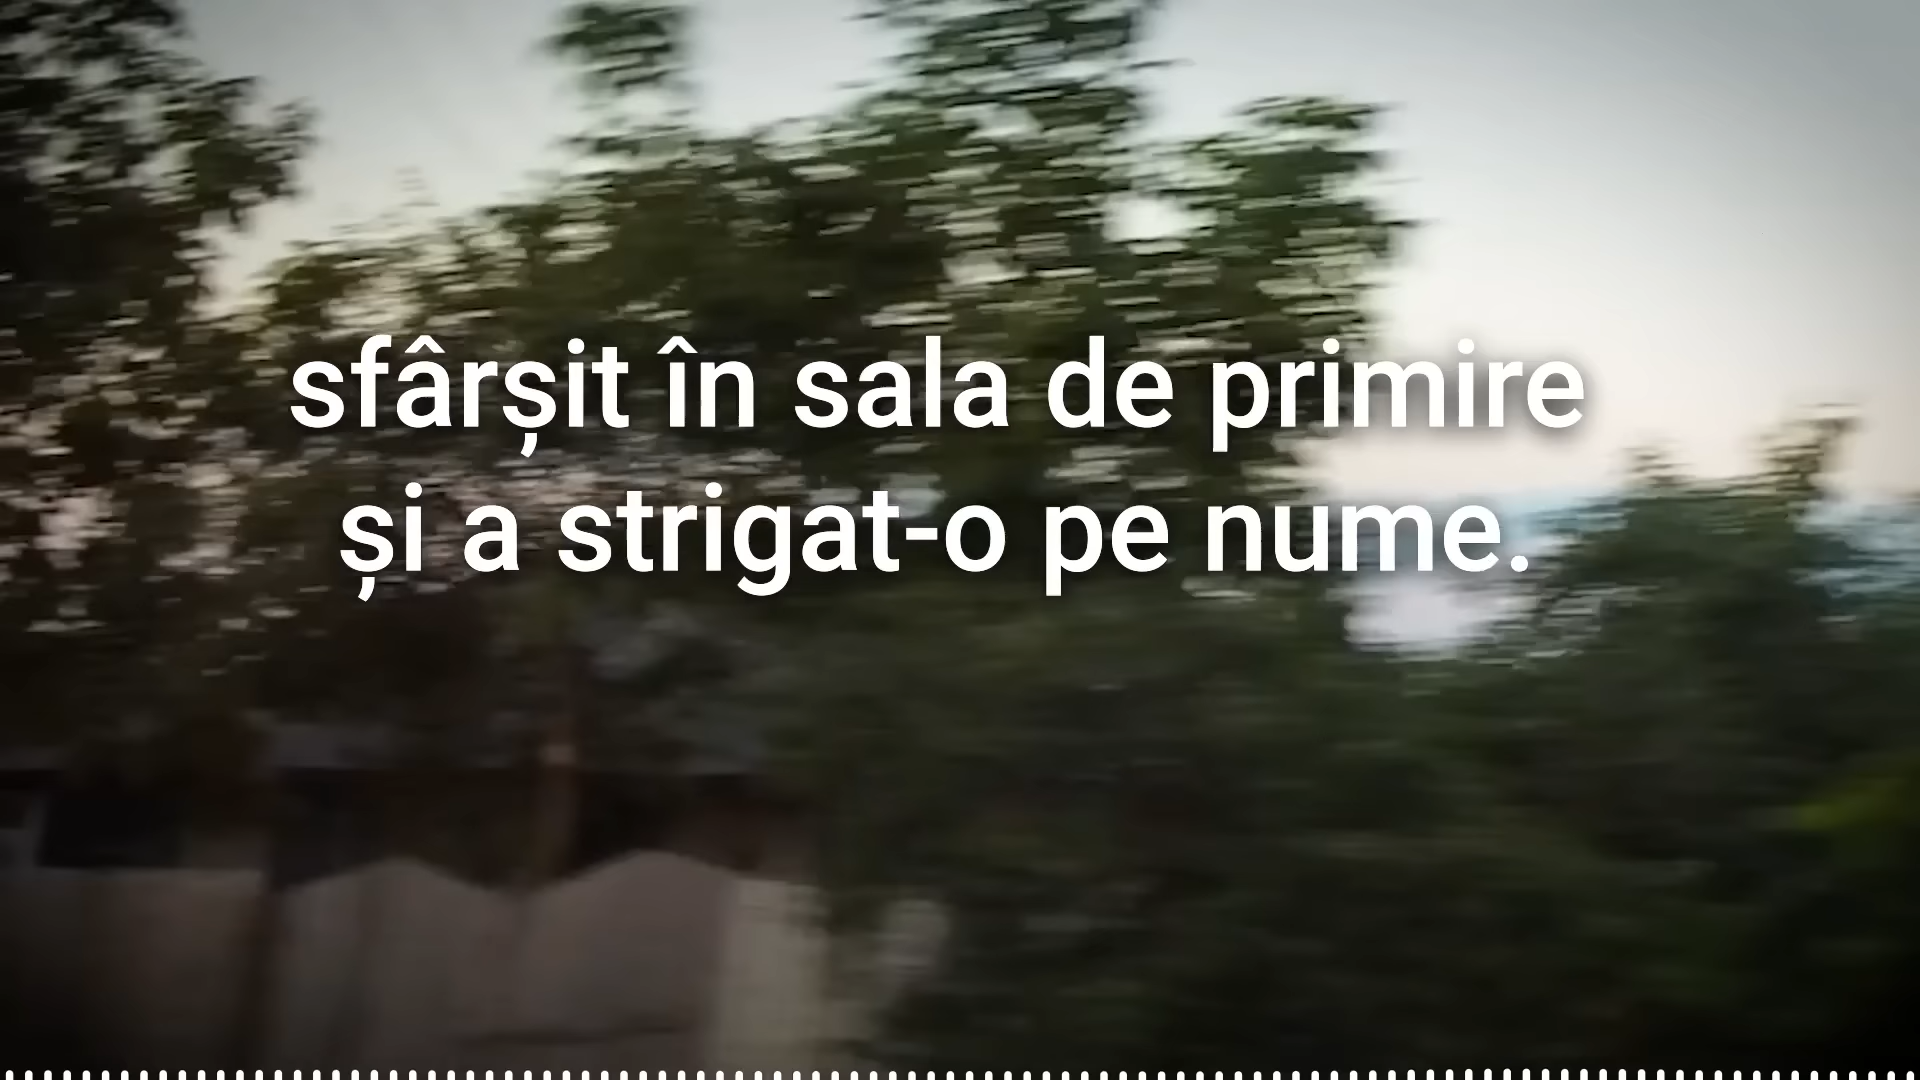 sfârșit în sala de primire
și a strigat-o pe nume.